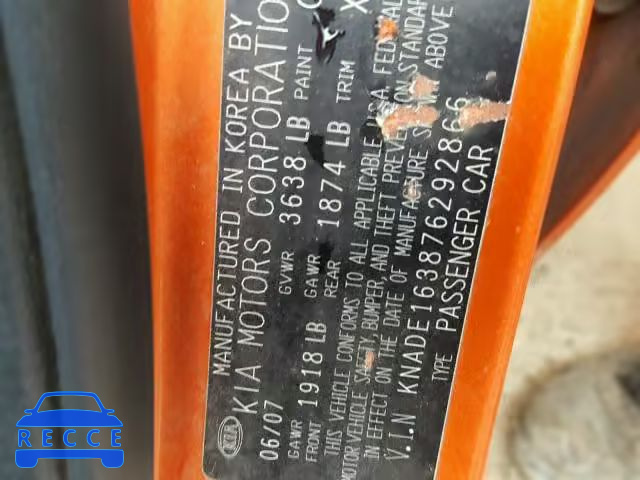 KIA
MANUFACTURED IN KOREA BY
KIA MOTORS CORPORATION
06/07 GVWR 3638 LB PAINT
GAWR FRONT 1918 LB GAWR REAR 1874 LB TRIM X
THIS VEHICLE CONFORMS TO ALL APPLICABLE U.S.A. FEDERAL
MOTOR VEHICLE SAFETY, BUMPER, AND THEFT PREVENTION STANDAR
IN EFFECT ON THE DATE OF MANUFACTURE SHOWN ABOVE
V.I.N KNADE163876292866
TYPE PASSENGER CAR
RECCE